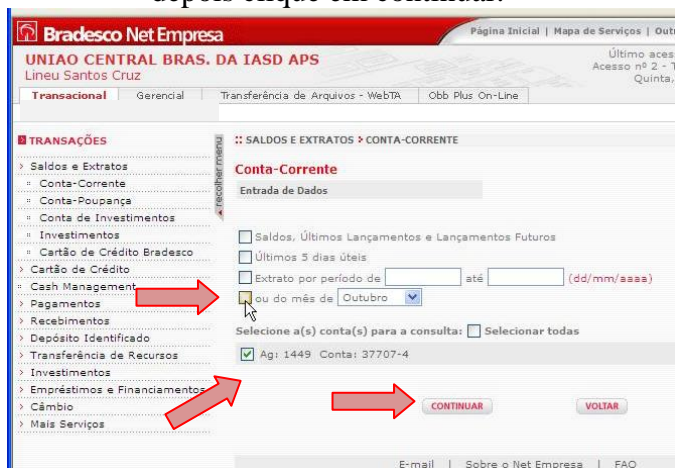 depois clique em continuar.
Bradesco Net Empresa
Página Inicial | Mapa de Serviços | Outr
UNIAO CENTRAL BRAS. DA IASD APS
Lineu Santos Cruz
Último aces
Acesso nº 2 - T
Quinta,
Transacional Gerencial Transferência de Arquivos - WebTA Obb Plus On-Line
TRANSAÇÕES
Saldos e Extratos
Conta-Corrente
Conta-Poupança
Conta de Investimentos
Investimentos
Cartão de Crédito Bradesco
Cartão de Crédito
Cash Management
Pagamentos
Recebimentos
Depósito Identificado
Transferência de Recursos
Investimentos
Empréstimos e Financiamentos
Câmbio
Mais Serviços
recolher menu
:: SALDOS E EXTRATOS > CONTA-CORRENTE
Conta-Corrente
Entrada de Dados
Saldos, Últimos Lançamentos e Lançamentos Futuros
Últimos 5 dias úteis
Extrato por período de até (dd/mm/aaaa)
ou do mês de Outubro
Selecione a(s) conta(s) para a consulta: Selecionar todas
Ag: 1449 Conta: 37707-4
CONTINUAR VOLTAR
E-mail | Sobre o Net Empresa | FAQ